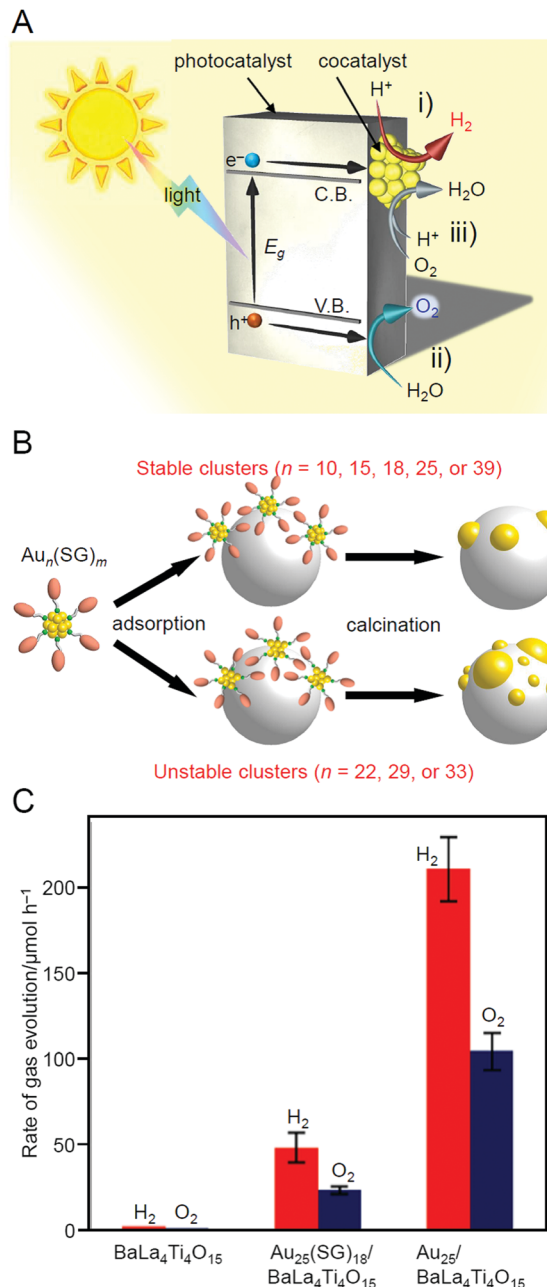 A
photocatalyst
cocatalyst
H⁺
i)
H₂
e⁻
light
C.B.
H₂O
E_g
H⁺
iii)
O₂
V.B.
O₂
h⁺
ii)
H₂O
B
Stable clusters (n = 10, 15, 18, 25, or 39)
Auₙ(SG)ₘ
adsorption
calcination
Unstable clusters (n = 22, 29, or 33)
C
Rate of gas evolution/µmol h⁻¹
200
150
100
50
0
H₂ O₂
H₂
O₂
H₂
O₂
BaLa₄Ti₄O₁₅
Au₂₅(SG)₁₈/
BaLa₄Ti₄O₁₅
Au₂₅/
BaLa₄Ti₄O₁₅